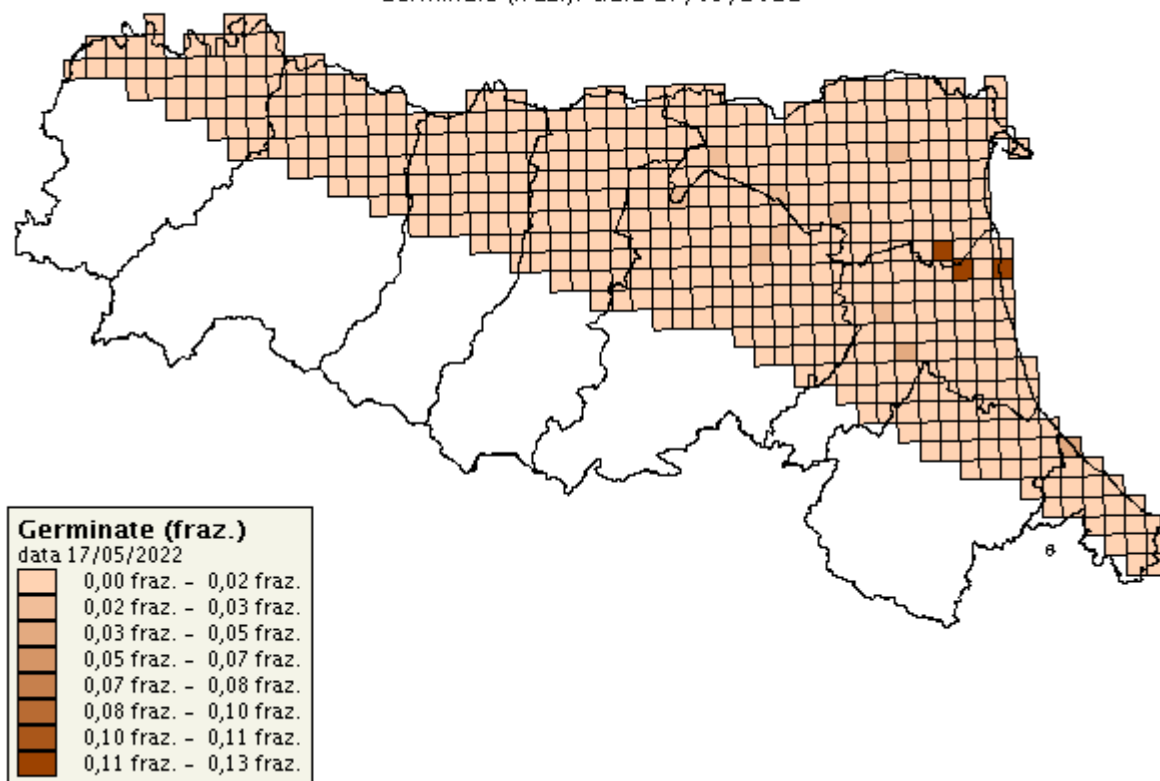 Germinate (fraz.)
data 17/05/2022
0,00 fraz. - 0,02 fraz.
0,02 fraz. - 0,03 fraz.
0,03 fraz. - 0,05 fraz.
0,05 fraz. - 0,07 fraz.
0,07 fraz. - 0,08 fraz.
0,08 fraz. - 0,10 fraz.
0,10 fraz. - 0,11 fraz.
0,11 fraz. - 0,13 fraz.